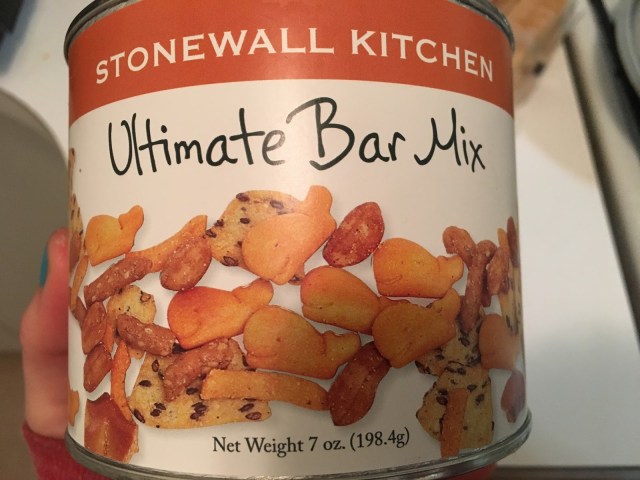 STONEWALL KITCHEN
Ultimate Bar Mix
Net Weight 7 oz. (198.4g)